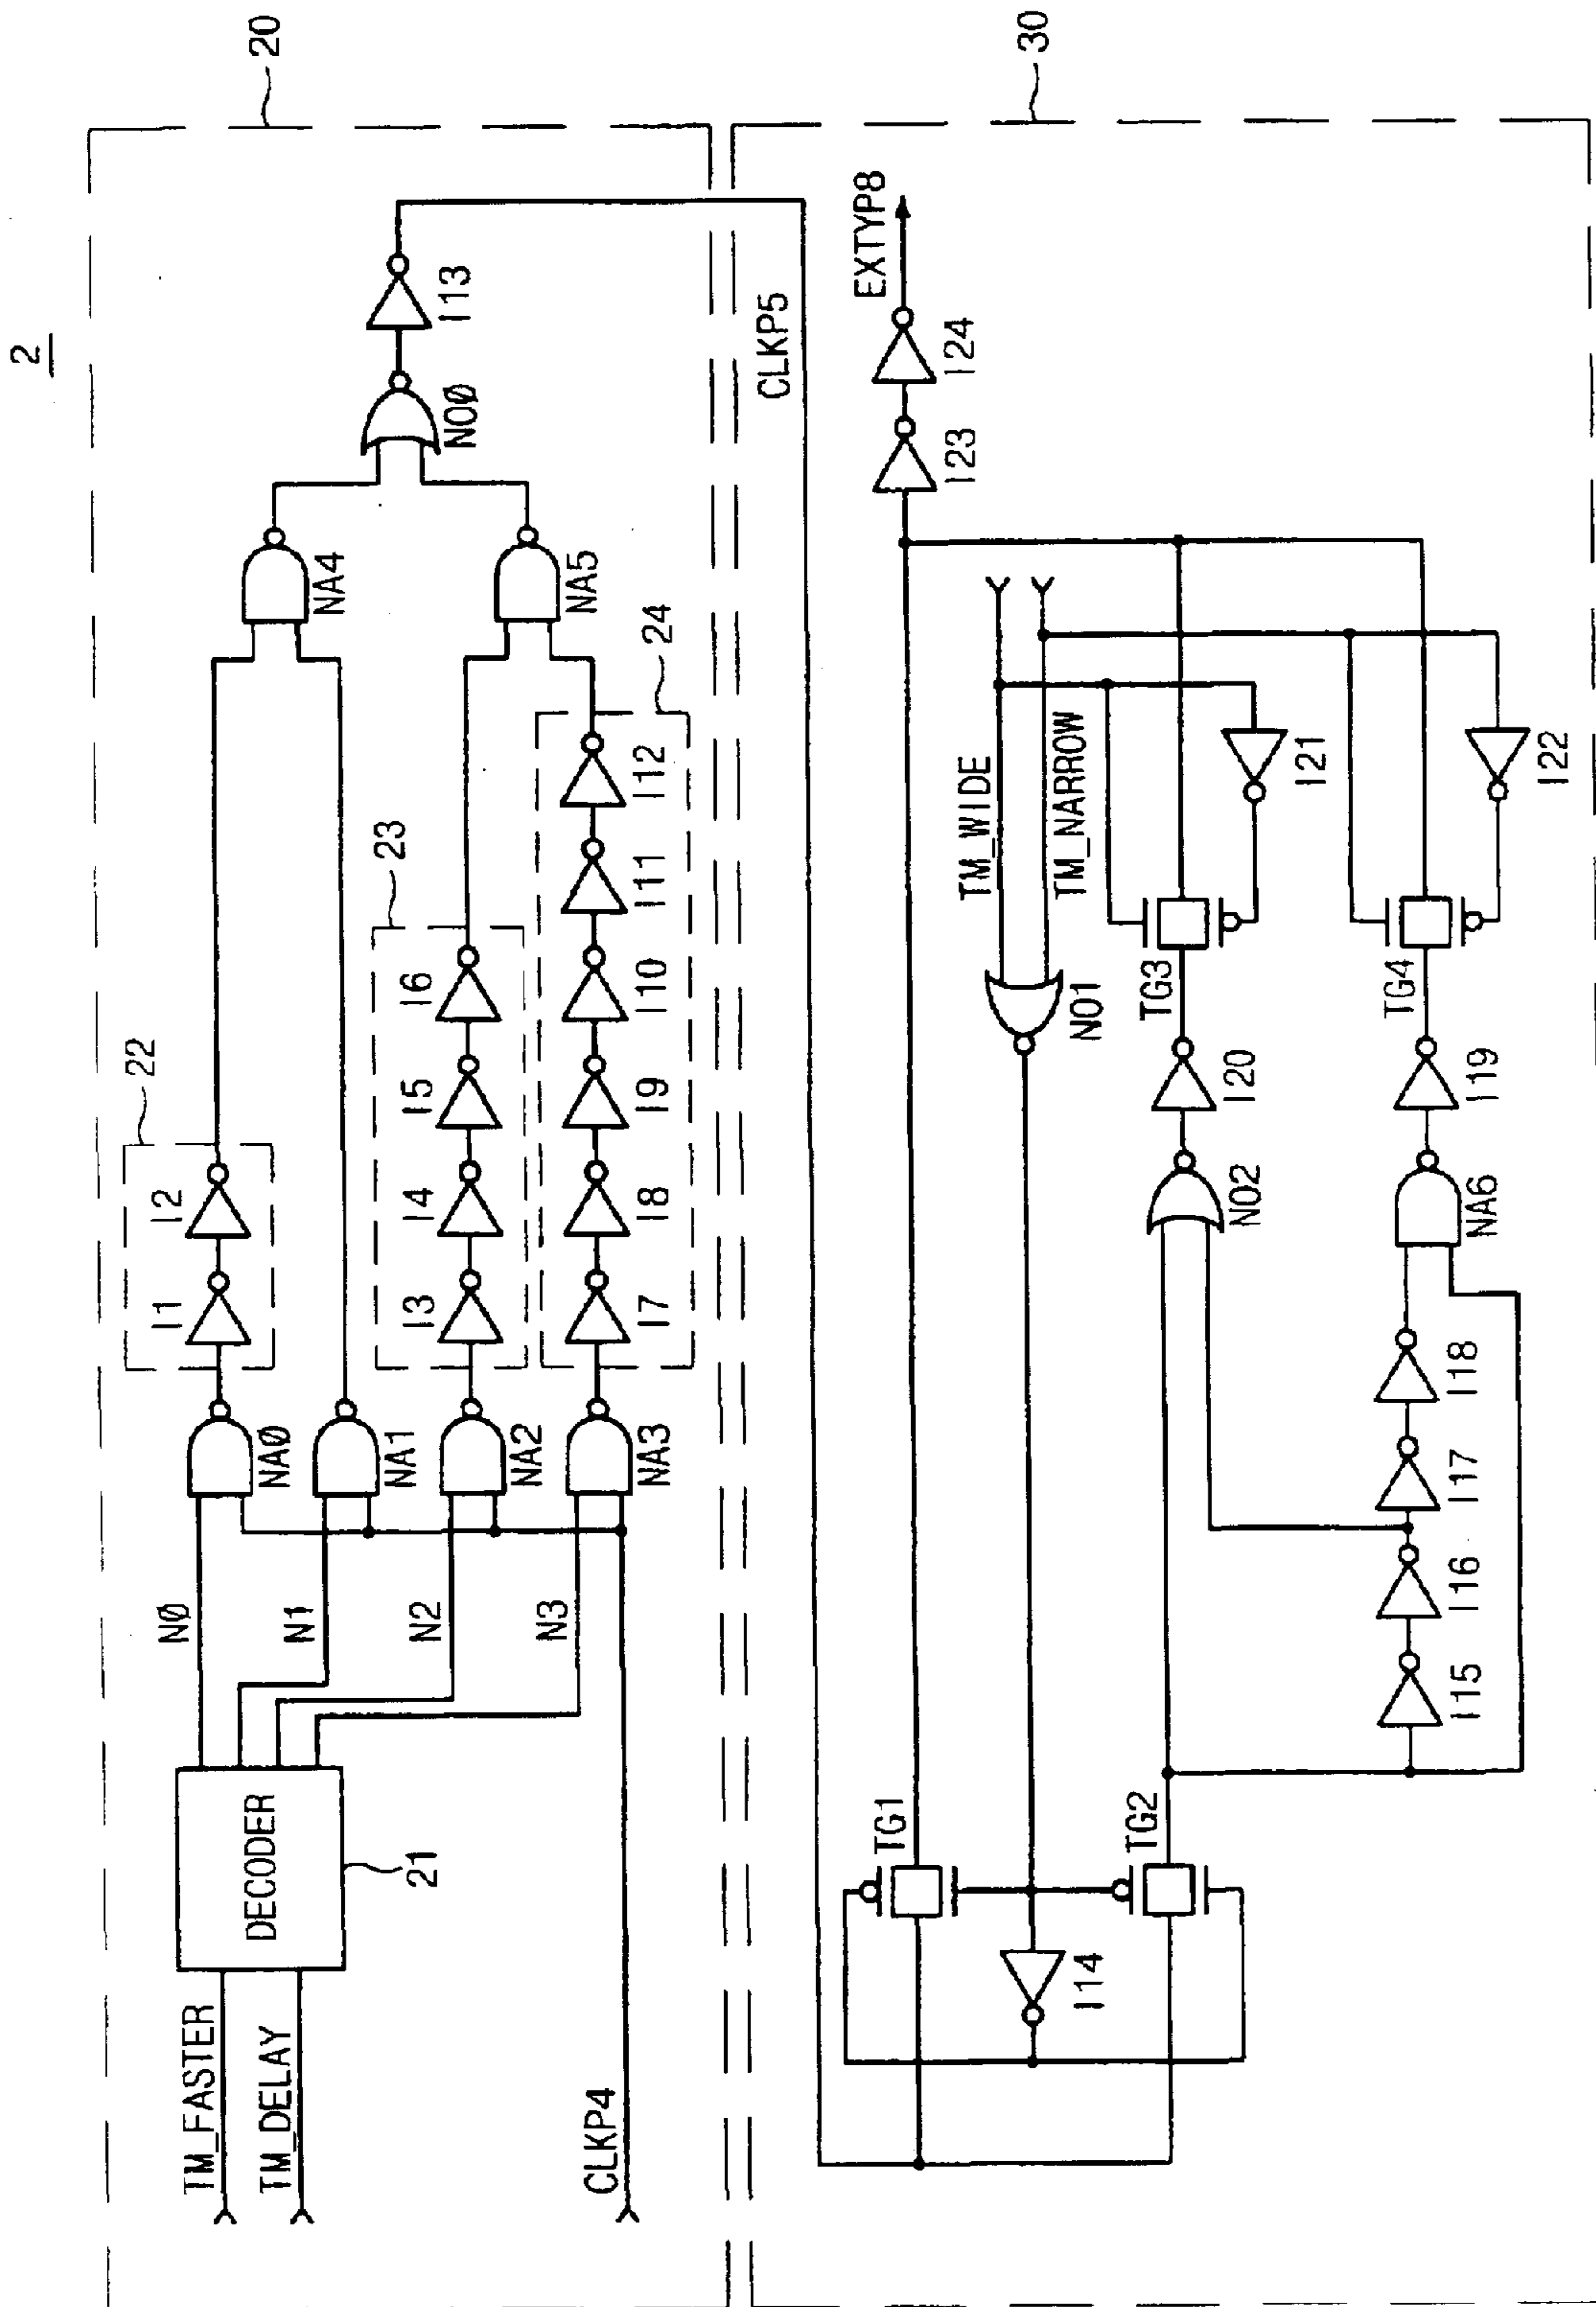 2
20
TM_FASTER
TM_DELAY
CLKP4
DECODER
21
NØ
N1
N2
N3
NAØ
NA1
NA2
NA3
22
I1
I2
23
I3
I4
I5
I6
24
I7
I8
I9
I10
I11
I12
NA4
NA5
NOØ
I13
CLKP5
30
TG1
TG2
I14
TM_WIDE
TM_NARROW
NO1
I15
I16
I17
I18
NO2
NA6
I20
I19
TG3
TG4
I21
I22
I23
I24
EXTYP8